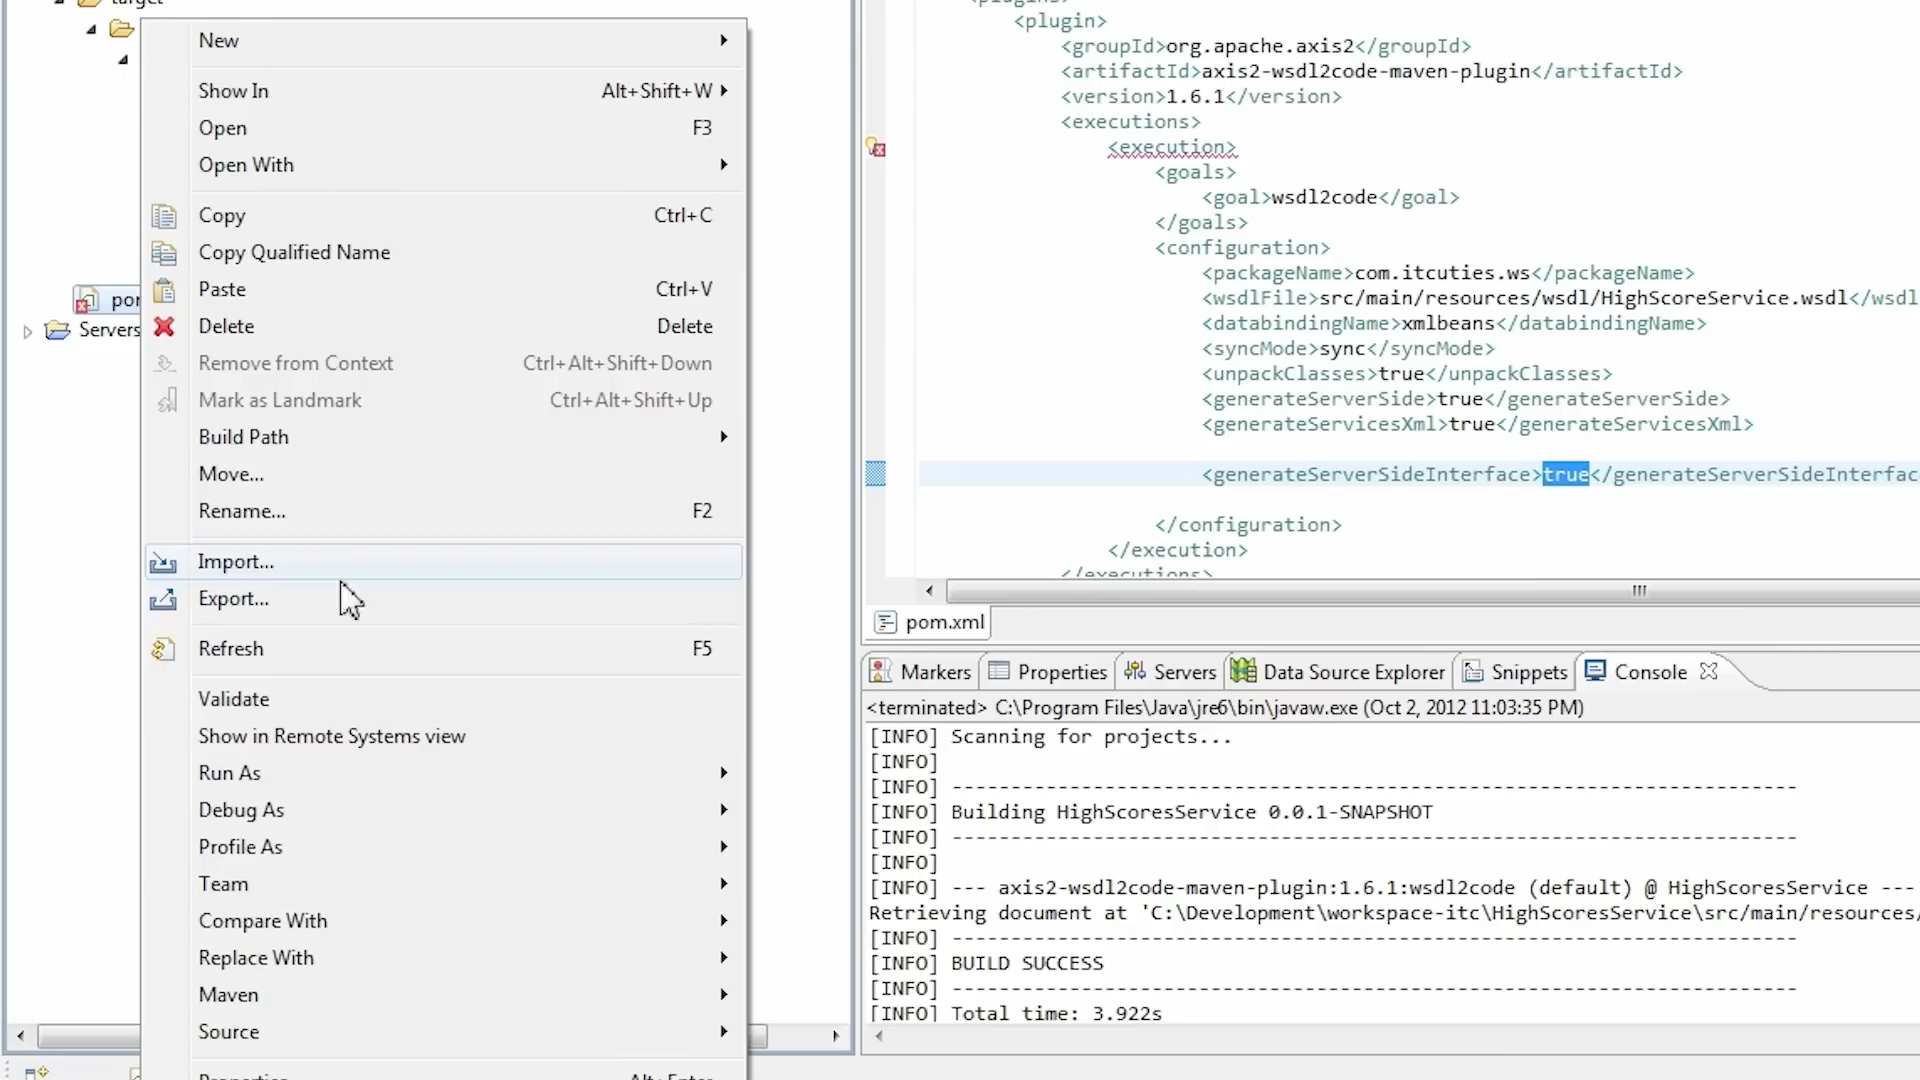 target
New
Show In Alt+Shift+W
Open F3
Open With
Copy Ctrl+C
Copy Qualified Name
Paste Ctrl+V
Delete Delete
Remove from Context Ctrl+Alt+Shift+Down
Mark as Landmark Ctrl+Alt+Shift+Up
Build Path
Move...
Rename... F2
Import...
Export...
Refresh F5
Validate
Show in Remote Systems view
Run As
Debug As
Profile As
Team
Compare With
Replace With
Maven
Source
Properties Alt+Enter
por
Servers
<plugins>
<plugin>
<groupId>org.apache.axis2</groupId>
<artifactId>axis2-wsdl2code-maven-plugin</artifactId>
<version>1.6.1</version>
<executions>
<execution>
<goals>
<goal>wsdl2code</goal>
</goals>
<configuration>
<packageName>com.itcuties.ws</packageName>
<wsdlFile>src/main/resources/wsdl/HighScoreService.wsdl</wsdl
<databindingName>xmlbeans</databindingName>
<syncMode>sync</syncMode>
<unpackClasses>true</unpackClasses>
<generateServerSide>true</generateServerSide>
<generateServicesXml>true</generateServicesXml>
<generateServerSideInterface>true</generateServerSideInterfac
</configuration>
</execution>
</executions>
pom.xml
Markers Properties Servers Data Source Explorer Snippets Console
<terminated> C:\Program Files\Java\jre6\bin\javaw.exe (Oct 2, 2012 11:03:35 PM)
[INFO] Scanning for projects...
[INFO]
[INFO] ------------------------------------------------------------------------
[INFO] Building HighScoresService 0.0.1-SNAPSHOT
[INFO] ------------------------------------------------------------------------
[INFO]
[INFO] --- axis2-wsdl2code-maven-plugin:1.6.1:wsdl2code (default) @ HighScoresService ---
Retrieving document at 'C:\Development\workspace-itc\HighScoresService\src/main/resources/
[INFO] ------------------------------------------------------------------------
[INFO] BUILD SUCCESS
[INFO] ------------------------------------------------------------------------
[INFO] Total time: 3.922s